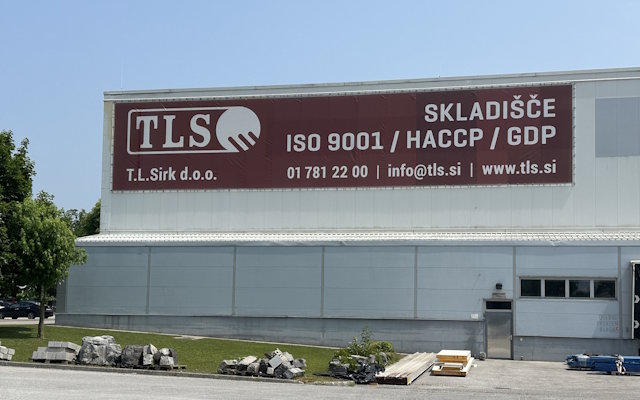 TLS
SKLADIŠČE
ISO 9001 / HACCP / GDP
T.L.Sirk d.o.o.
01 781 22 00 | info@tls.si | www.tls.si